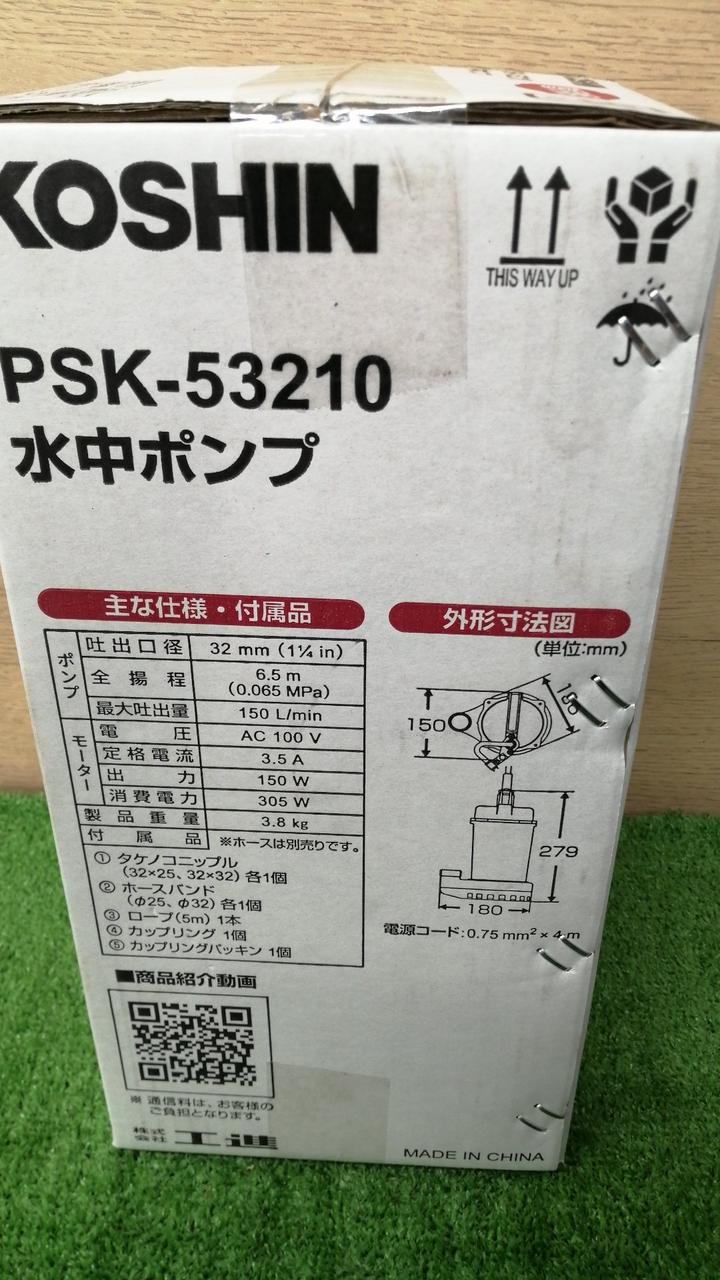 KOSHIN
THIS WAY UP
PSK-53210
水中ポンプ
主な仕様・付属品
ポンプ
吐出口径 32 mm (1¼ in)
全揚程 6.5 m
(0.065 MPa)
最大吐出量 150 L/min
モーター
電圧 AC 100 V
定格電流 3.5 A
出力 150 W
消費電力 305 W
製品重量 3.8 kg
付属品 ※ホースは別売りです。
① タケノコニップル
(32×25、32×32) 各1個
② ホースバンド
(φ25、φ32) 各1個
③ ロープ(5m) 1本
④ カップリング 1個
⑤ カップリングパッキン 1個
外形寸法図
(単位:mm)
150
279
180
電源コード:0.75 mm² × 4 m
■商品紹介動画
※ 通信料は、お客様の
ご負担となります。
株式会社 工進
MADE IN CHINA